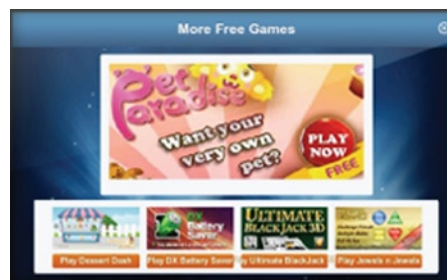 More Free Games
Pet
Paradise
Want your
very own
pet?
PLAY
NOW
FREE
DX
Battery
Saver
ULTIMATE
BLACKJACK 3D
Play Dessert Dash
Play DX Battery Saver
Play Ultimate BlackJack
Play Jewels n Jewels